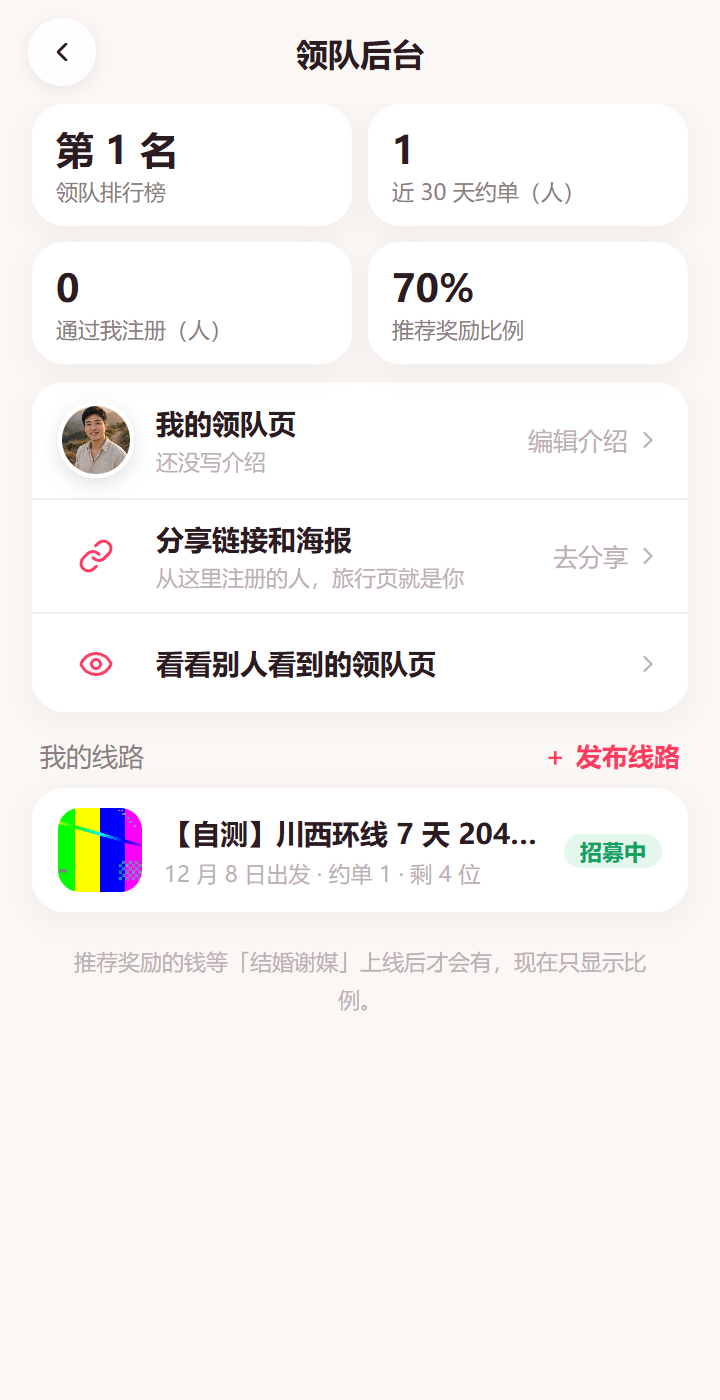 领队后台
第 1 名
领队排行榜
1
近 30 天约单（人）
0
通过我注册（人）
70%
推荐奖励比例
我的领队页
还没写介绍
编辑介绍
分享链接和海报
从这里注册的人，旅行页就是你
去分享
看看别人看到的领队页
我的线路
+ 发布线路
【自测】川西环线 7 天 204...
12 月 8 日出发 · 约单 1 · 剩 4 位
招募中
推荐奖励的钱等「结婚谢媒」上线后才会有，现在只显示比
例。